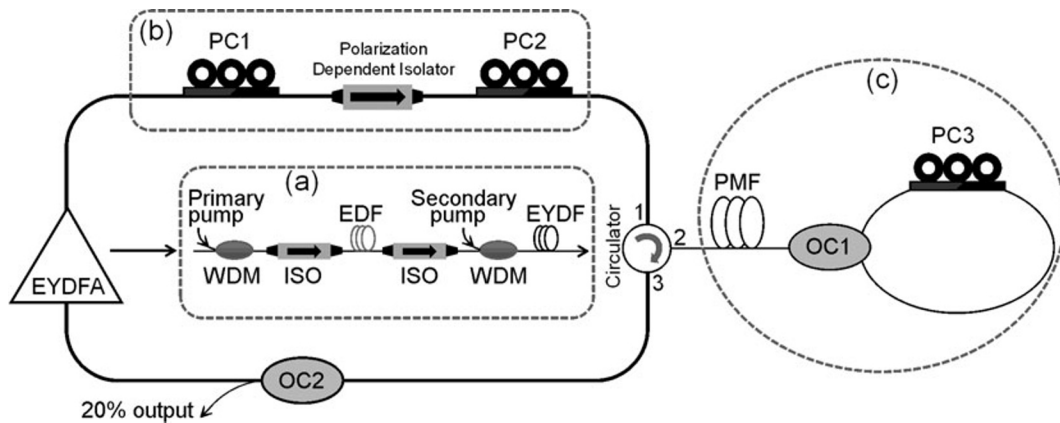 (b)
PC1
Polarization
Dependent Isolator
PC2
(c)
PC3
(a)
Primary
pump
EDF
Secondary
pump
EYDF
WDM
ISO
ISO
WDM
Circulator
1
2
3
PMF
OC1
EYDFA
OC2
20% output